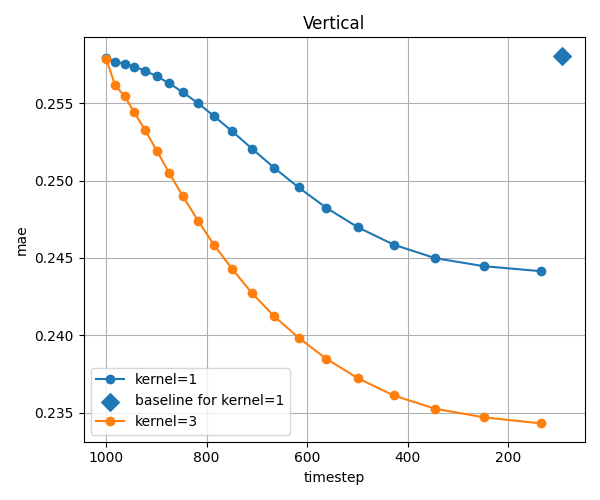 Vertical
0.255
0.250
0.245
0.240
0.235
mae
kernel=1
baseline for kernel=1
kernel=3
1000 800 600 400 200
timestep